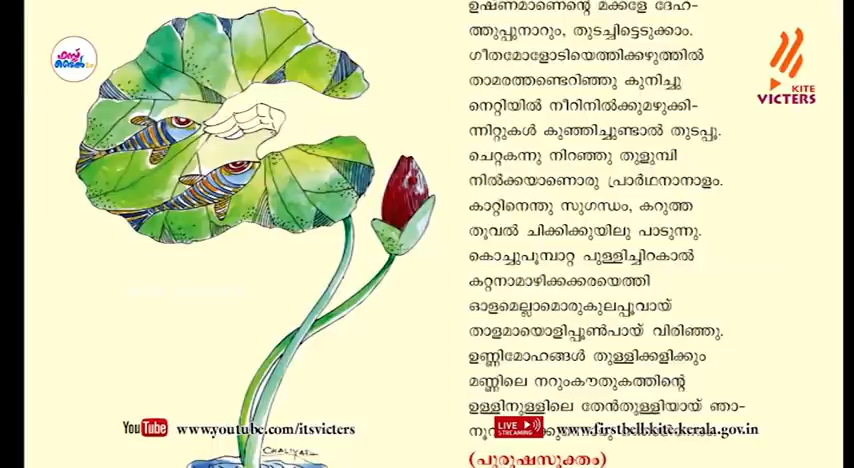 ഉഷ്ണമാണെന്റെ മക്കളേ ദേഹ-
ത്തുപ്പുനാറും, തുടച്ചിട്ടെടുക്കാം.
ഗീതമോളോടിയെത്തിക്കഴുത്തിൽ
താമരത്തണ്ടെറിഞ്ഞു കുനിച്ചു
നെറ്റിയിൽ നീറിനിൽക്കുമഴുക്കി-
ന്നിറ്റുകൾ കുഞ്ഞിച്ചുണ്ടാൽ തുടപ്പൂ.
ചെറ്റകന്നു നിറഞ്ഞു തുളുമ്പി
നിൽക്കയാണൊരു പ്രാർഥനാനാളം.
കാറ്റിനെന്തു സുഗന്ധം, കറുത്ത
തൂവൽ ചിക്കിക്കുയിലു പാടുന്നു.
കൊച്ചുപൂമ്പാറ്റ പുള്ളിച്ചിറകാൽ
കറ്റനാമാഴിക്കക്കരയെത്തി
ഓളമെല്ലാമൊരുകുലപ്പൂവായ്
താളമായൊളിപ്പൂൺപായ് വിരിഞ്ഞു.
ഉണ്ണിമോഹങ്ങൾ തുള്ളിക്കളിക്കും
മണ്ണിലെ നറുംകൗതുകത്തിന്റെ
ഉള്ളിനുള്ളിലെ തേൻതുള്ളിയായ് ഞാ-
(പുരുഷസൂക്തം)
KITE
VICTERS
YouTube www.youtube.com/itsvicters
LIVE STREAMING www.firstbell.kite.kerala.gov.in